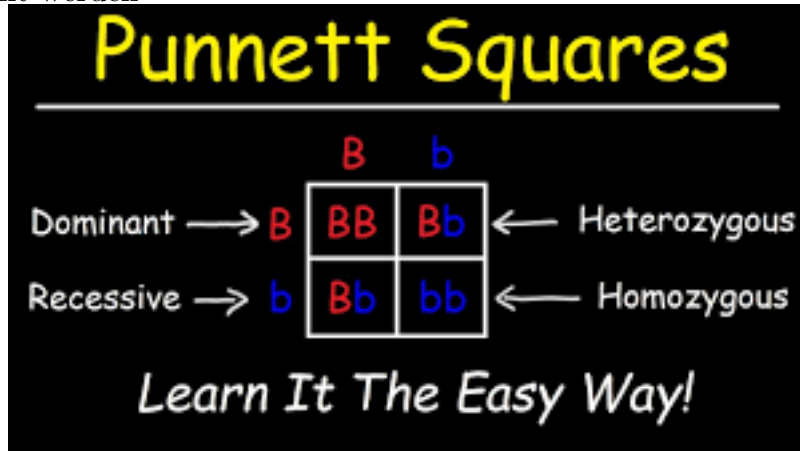 Punnett Squares
B b
Dominant → B BB Bb ← Heterozygous
Recessive → b Bb bb ← Homozygous
Learn It The Easy Way!